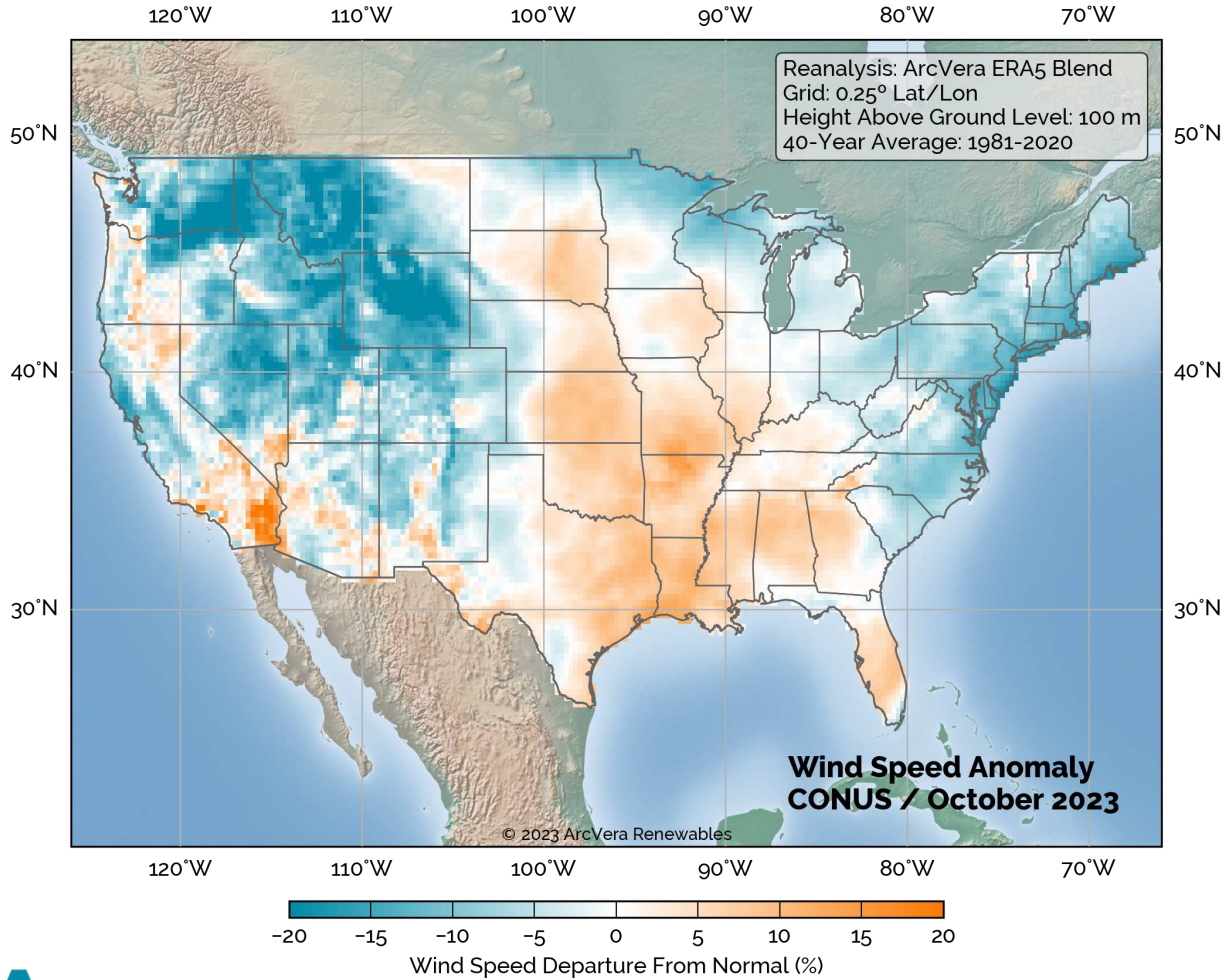 120˚W 110˚W 100˚W 90˚W 80˚W 70˚W
Reanalysis: ArcVera ERA5 Blend
Grid: 0.25º Lat/Lon
Height Above Ground Level: 100 m
40-Year Average: 1981-2020
50˚N 50˚N
40˚N 40˚N
30˚N 30˚N
Wind Speed Anomaly
CONUS / October 2023
© 2023 ArcVera Renewables
120˚W 110˚W 100˚W 90˚W 80˚W 70˚W
−20 −15 −10 −5 0 5 10 15 20
Wind Speed Departure From Normal (%)